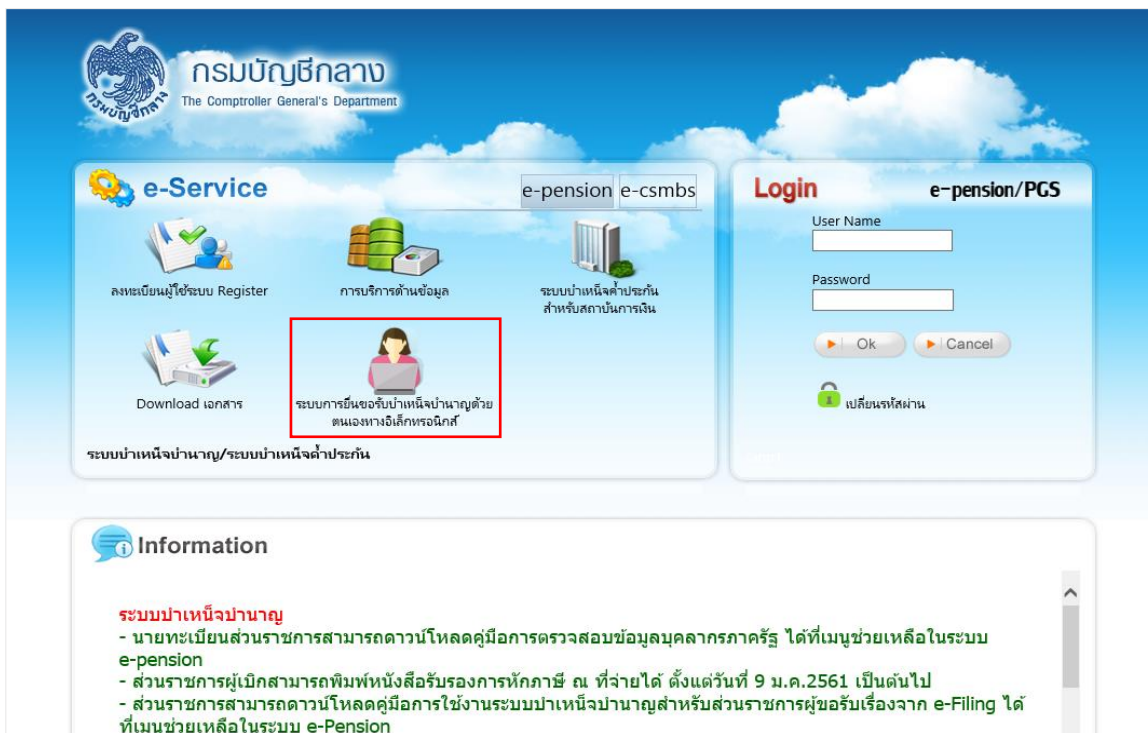 กรมบัญชีกลาง
The Comptroller General's Department
กรมบัญชีกลาง
e-Service
e-pension e-csmbs
ลงทะเบียนผู้ใช้ระบบ Register
การบริการด้านข้อมูล
ระบบบำเหน็จค้ำประกัน
สำหรับสถาบันการเงิน
Download เอกสาร
ระบบการยื่นขอรับบำเหน็จบำนาญด้วย
ตนเองทางอิเล็กทรอนิกส์
ระบบบำเหน็จบำนาญ/ระบบบำเหน็จค้ำประกัน
Login e-pension/PGS
User Name
Password
Ok Cancel
เปลี่ยนรหัสผ่าน
Information
ระบบบำเหน็จบำนาญ
- นายทะเบียนส่วนราชการสามารถดาวน์โหลดคู่มือการตรวจสอบข้อมูลบุคลากรภาครัฐ ได้ที่เมนูช่วยเหลือในระบบ
e-pension
- ส่วนราชการผู้เบิกสามารถพิมพ์หนังสือรับรองการหักภาษี ณ ที่จ่ายได้ ตั้งแต่วันที่ 9 ม.ค.2561 เป็นต้นไป
- ส่วนราชการสามารถดาวน์โหลดคู่มือการใช้งานระบบบำเหน็จบำนาญสำหรับส่วนราชการผู้ขอรับเรื่องจาก e-Filing ได้
ที่เมนูช่วยเหลือในระบบ e-Pension